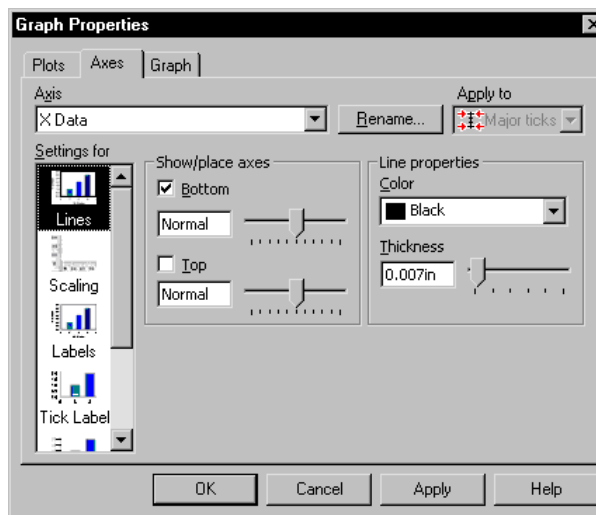 Graph Properties
Plots Axes Graph
Axis Apply to
X Data Rename... Major ticks
Settings for Show/place axes Line properties
Bottom Color
Lines Normal Black
Top Thickness
Scaling Normal 0.007in
Labels
Tick Label
OK Cancel Apply Help